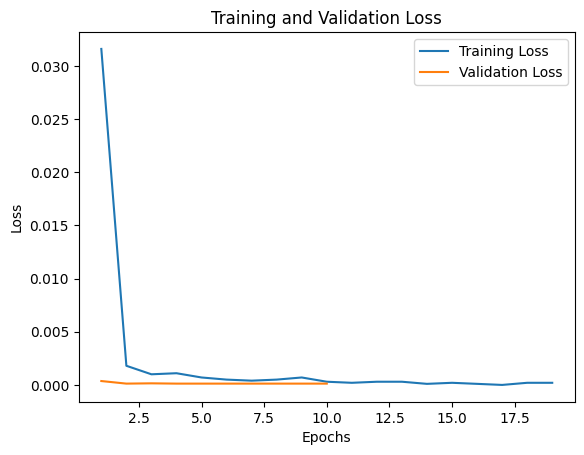 Training and Validation Loss
Training Loss
Validation Loss
Loss
0.030
0.025
0.020
0.015
0.010
0.005
0.000
2.5 5.0 7.5 10.0 12.5 15.0 17.5
Epochs